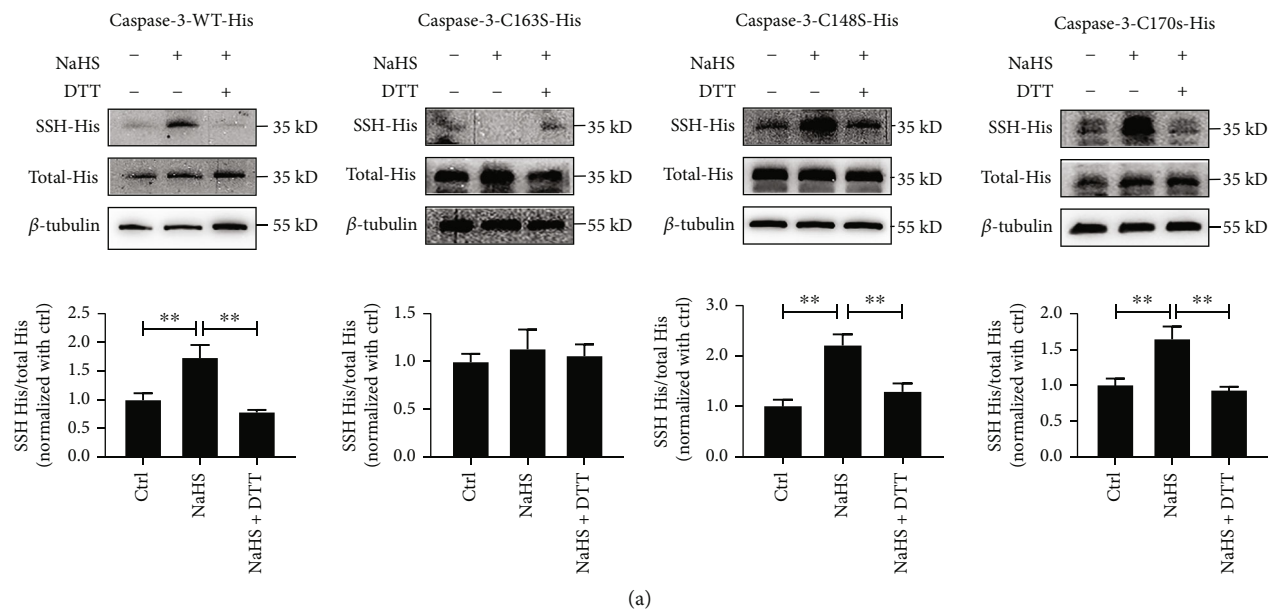 Caspase-3-WT-His
NaHS − + +
DTT − − +
SSH-His 35 kD
Total-His 35 kD
β-tubulin 55 kD
SSH His/total His
(normalized with ctrl)
2.5
2.0
1.5
1.0
0.5
0.0
** **
Ctrl
NaHS
NaHS + DTT
Caspase-3-C163S-His
NaHS − + +
DTT − − +
SSH-His 35 kD
Total-His 35 kD
β-tubulin 55 kD
SSH His/total His
(normalized with ctrl)
1.5
1.0
0.5
0.0
Ctrl
NaHS
NaHS + DTT
Caspase-3-C148S-His
NaHS − + +
DTT − − +
SSH-His 35 kD
Total-His 35 kD
β-tubulin 55 kD
SSH His/total His
(normalized with ctrl)
3.0
2.0
1.0
0.0
** **
Ctrl
NaHS
NaHS + DTT
Caspase-3-C170s-His
NaHS − + +
DTT − − +
SSH-His 35 kD
Total-His 35 kD
β-tubulin 55 kD
SSH His/total His
(normalized with ctrl)
2.0
1.5
1.0
0.5
0.0
** **
Ctrl
NaHS
NaHS + DTT
(a)